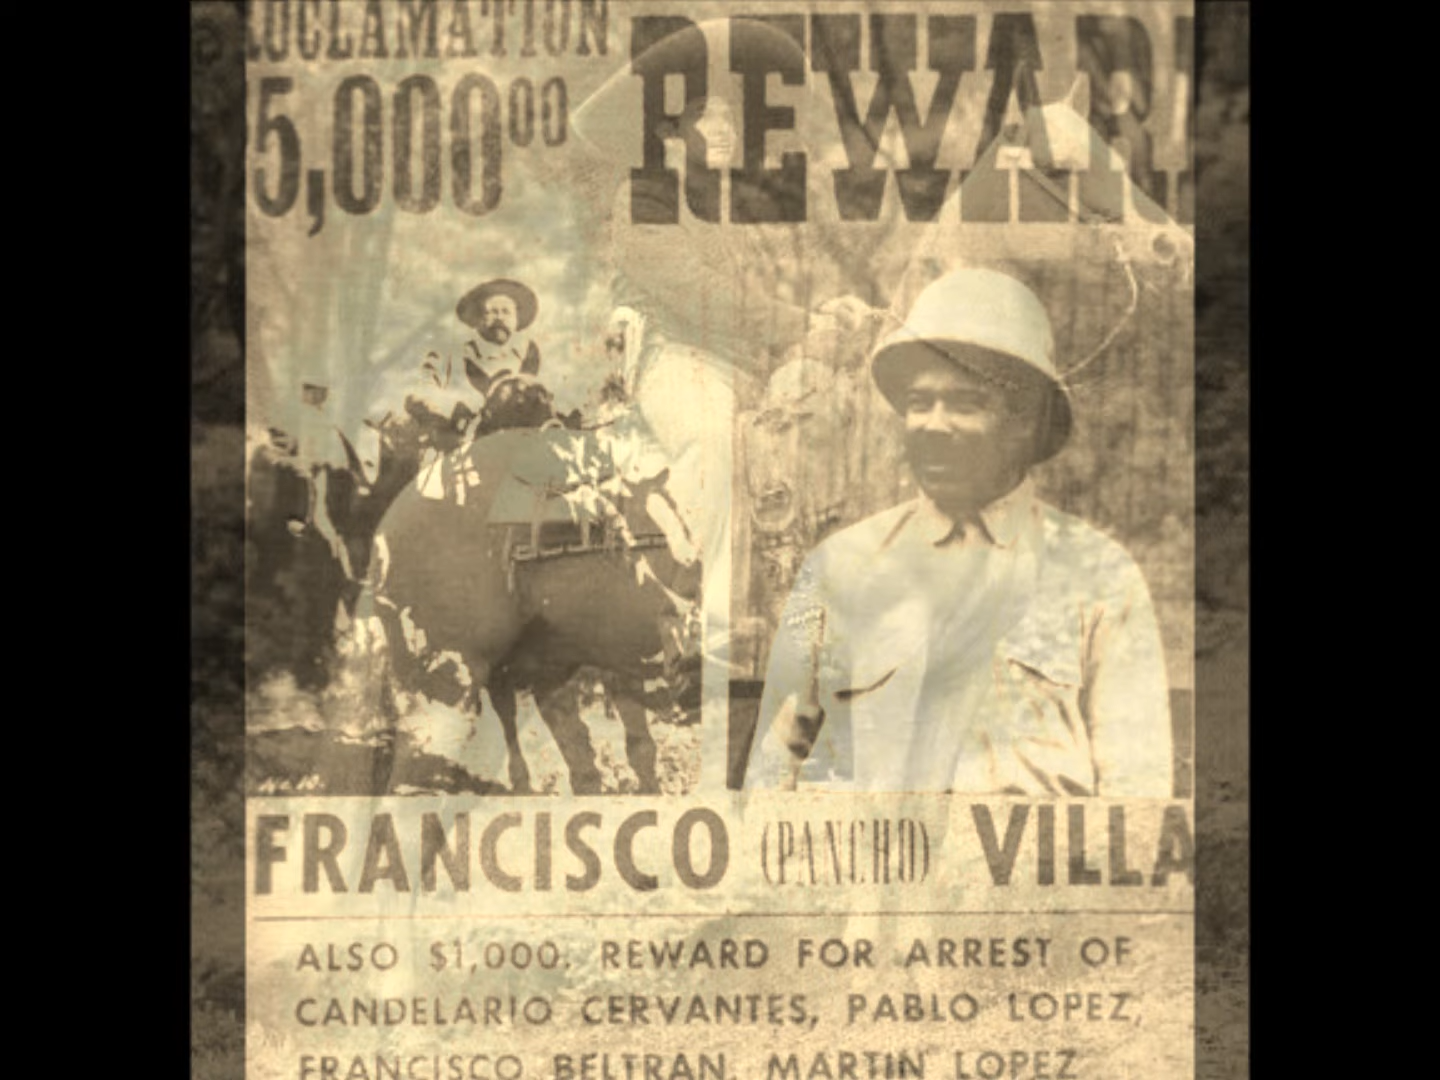 ROCLAMATION
5,000⁰⁰ REWAR
FRANCISCO (PANCHO) VILLA
ALSO $1,000. REWARD FOR ARREST OF
CANDELARIO CERVANTES, PABLO LOPEZ,
FRANCISCO BELTRAN, MARTIN LOPEZ